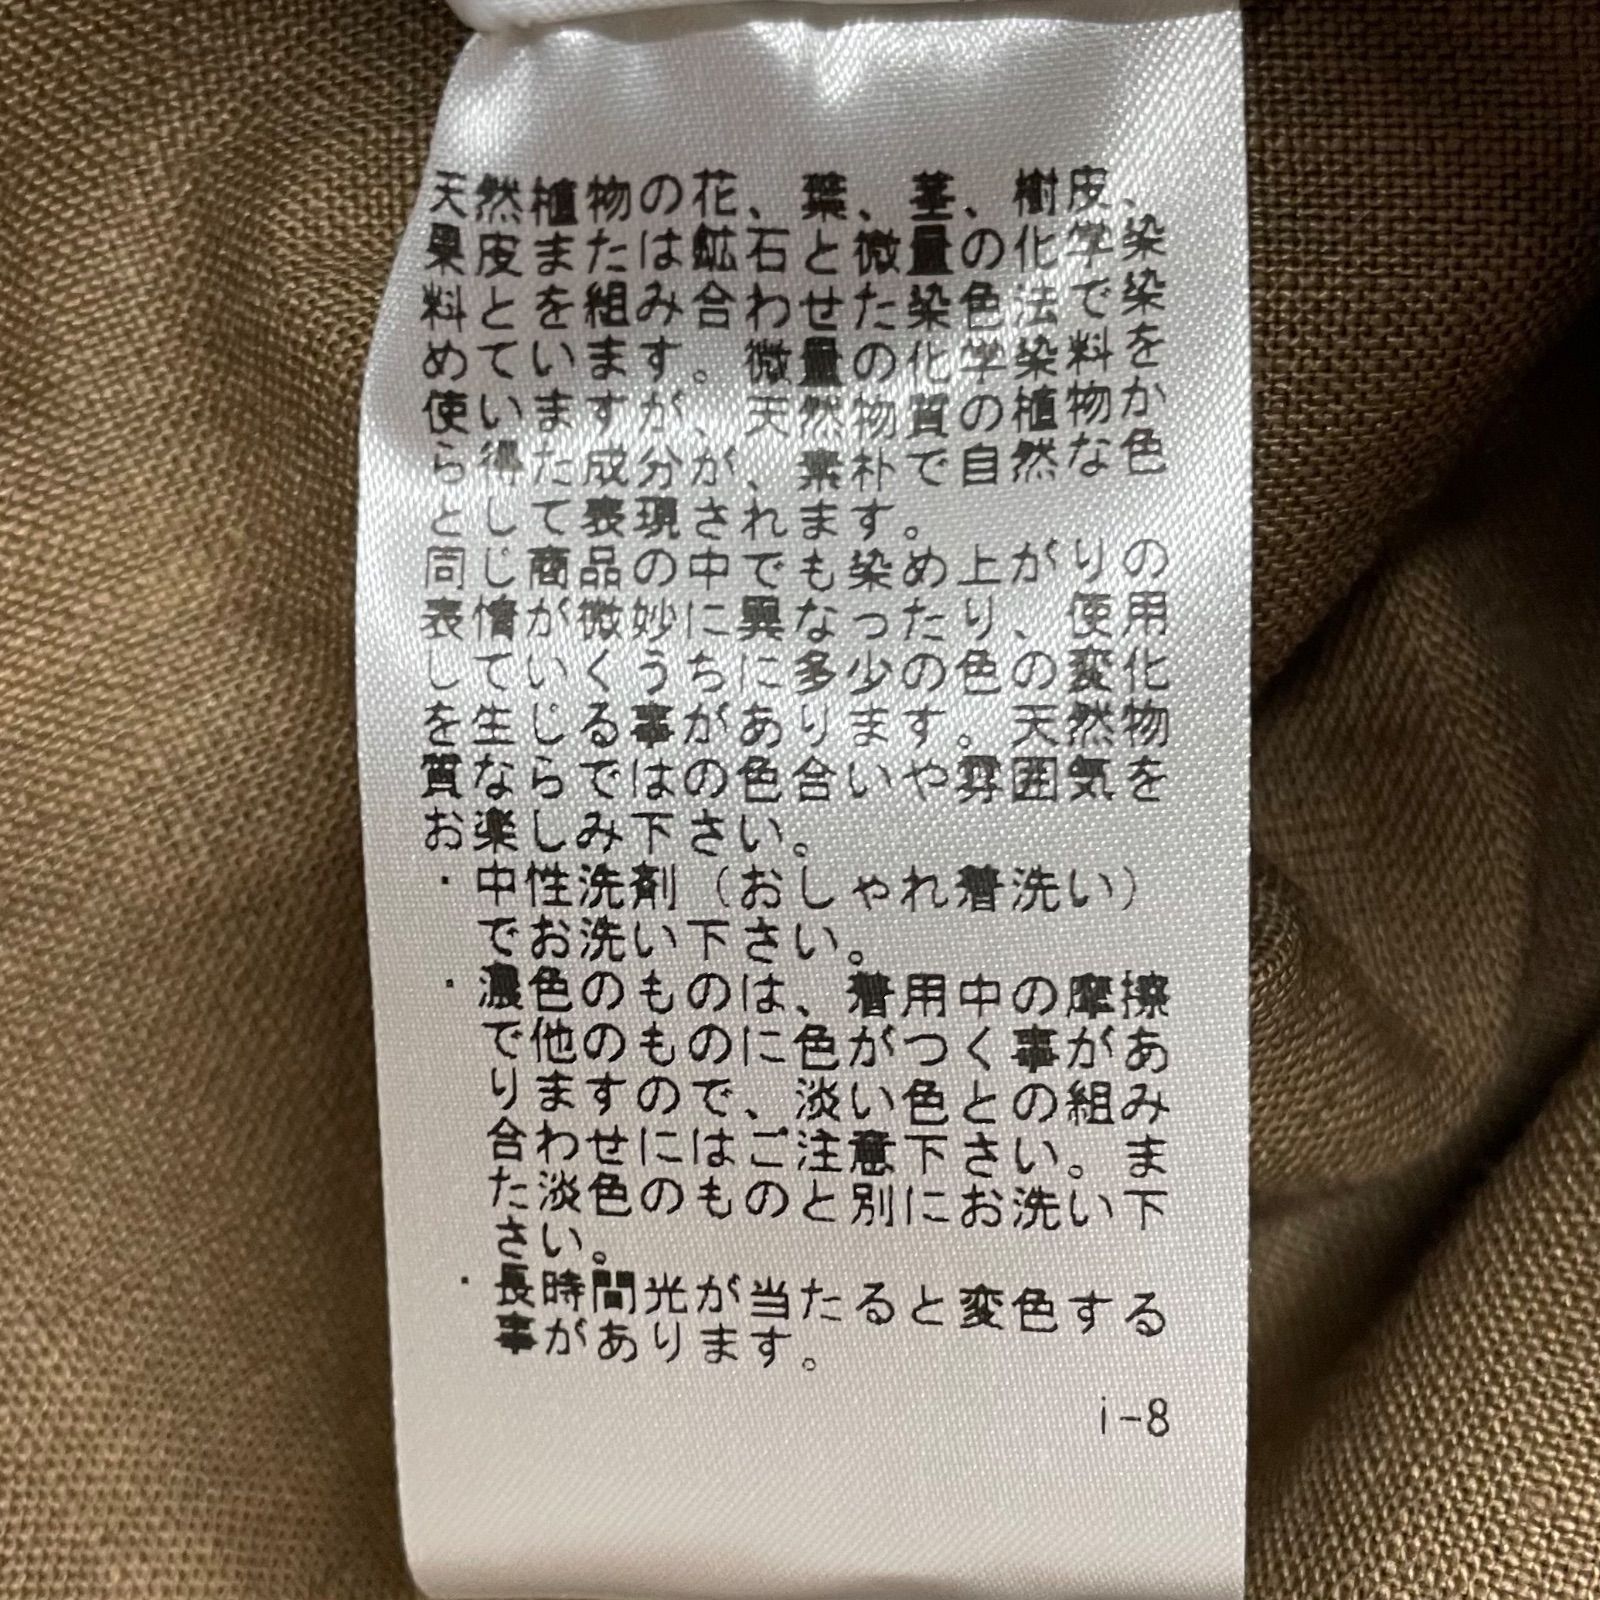 天然植物の花、葉、茎、樹皮、
果皮または鉱石と微量の化学染
料とを組み合わせた染色法で染
めています。微量の化学染料を
使いますが、天然物質の植物か
ら得た成分が、素朴で自然な色
として表現されます。
同じ商品の中でも染め上がりの
表情が微妙に異なったり、使用
していくうちに多少の色の変化
を生じる事があります。天然物
質ならではの色合いや雰囲気を
お楽しみ下さい。
・中性洗剤（おしゃれ着洗い）
でお洗い下さい。
・濃色のものは、着用中の摩擦
で他のものに色がつく事があ
りますので、淡い色との組み
合わせにはご注意下さい。ま
た淡色のものと別にお洗い下
さい。
・長時間光が当たると変色する
事があります。
i-8